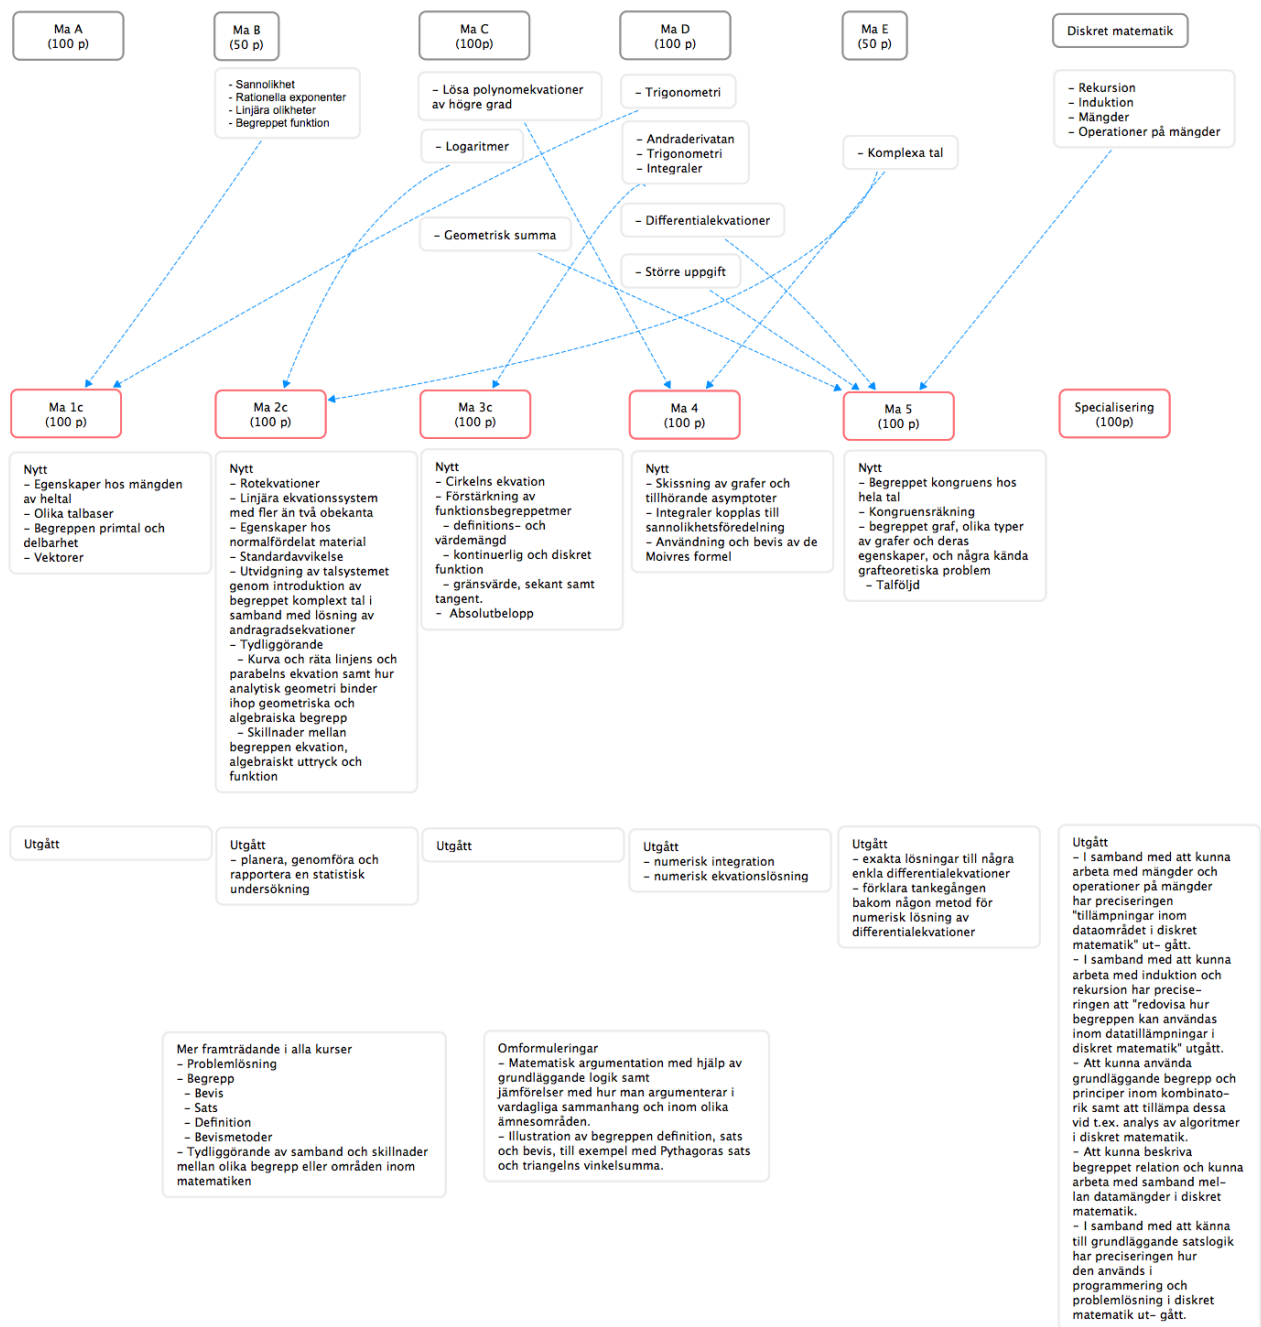 Ma A
(100 p)
Ma B
(50 p)
Ma C
(100p)
Ma D
(100 p)
Ma E
(50 p)
Diskret matematik
- Sannolikhet
- Rationella exponenter
- Linjära olikheter
- Begreppet funktion
- Lösa polynomekvationer
av högre grad
- Logaritmer
- Geometrisk summa
- Trigonometri
- Andraderivatan
- Trigonometri
- Integraler
- Differentialekvationer
- Större uppgift
- Komplexa tal
- Rekursion
- Induktion
- Mängder
- Operationer på mängder
Ma 1c
(100 p)
Ma 2c
(100 p)
Ma 3c
(100 p)
Ma 4
(100 p)
Ma 5
(100 p)
Specialisering
(100p)
Nytt
- Egenskaper hos mängden
av heltal
- Olika talbaser
- Begreppen primtal och
delbarhet
- Vektorer
Nytt
- Rotekvationer
- Linjära ekvationssystem
med fler än två obekanta
- Egenskaper hos
normalfördelat material
- Standardavvikelse
- Utvidgning av talsystemet
genom introduktion av
begreppet komplext tal i
samband med lösning av
andragradsekvationer
- Tydliggörande
- Kurva och räta linjens och
parabelns ekvation samt hur
analytisk geometri binder
ihop geometriska och
algebraiska begrepp
- Skillnader mellan
begreppen ekvation,
algebraiskt uttryck och
funktion
Nytt
- Cirkelns ekvation
- Förstärkning av
funktionsbegreppetmer
- definitions- och
värdemängd
- kontinuerlig och diskret
funktion
- gränsvärde, sekant samt
tangent.
- Absolutbelopp
Nytt
- Skissning av grafer och
tillhörande asymptoter
- Integraler kopplas till
sannolikhetsföredelning
- Användning och bevis av de
Moivres formel
Nytt
- Begreppet kongruens hos
hela tal
- Kongruensräkning
- begreppet graf, olika typer
av grafer och deras
egenskaper, och några kända
grafteoretiska problem
- Talföljd
Utgått
Utgått
- planera, genomföra och
rapportera en statistisk
undersökning
Utgått
Utgått
- numerisk integration
- numerisk ekvationslösning
Utgått
- exakta lösningar till några
enkla differentialekvationer
- förklara tankegången
bakom någon metod för
numerisk lösning av
differentialekvationer
Utgått
- I samband med att kunna
arbeta med mängder och
operationer på mängder
har preciseringen
"tillämpningar inom
dataområdet i diskret
matematik" ut- gått.
- I samband med att kunna
arbeta med induktion och
rekursion har precise-
ringen att "redovisa hur
begreppen kan användas
inom datatillämpningar i
diskret matematik" utgått.
- Att kunna använda
grundläggande begrepp och
principer inom kombinato-
rik samt att tillämpa dessa
vid t.ex. analys av algoritmer
i diskret matematik.
- Att kunna beskriva
begreppet relation och kunna
arbeta med samband mel-
lan datamängder i diskret
matematik.
- I samband med att känna
till grundläggande satslogik
har preciseringen hur
den används i
programmering och
problemlösning i diskret
matematik ut- gått.
Mer framträdande i alla kurser
- Problemlösning
- Begrepp
- Bevis
- Sats
- Definition
- Bevismetoder
- Tydliggörande av samband och skillnader
mellan olika begrepp eller områden inom
matematiken
Omformuleringar
- Matematisk argumentation med hjälp av
grundläggande logik samt
jämförelser med hur man argumenterar i
vardagliga sammanhang och inom olika
ämnesområden.
- Illustration av begreppen definition, sats
och bevis, till exempel med Pythagoras sats
och triangelns vinkelsumma.